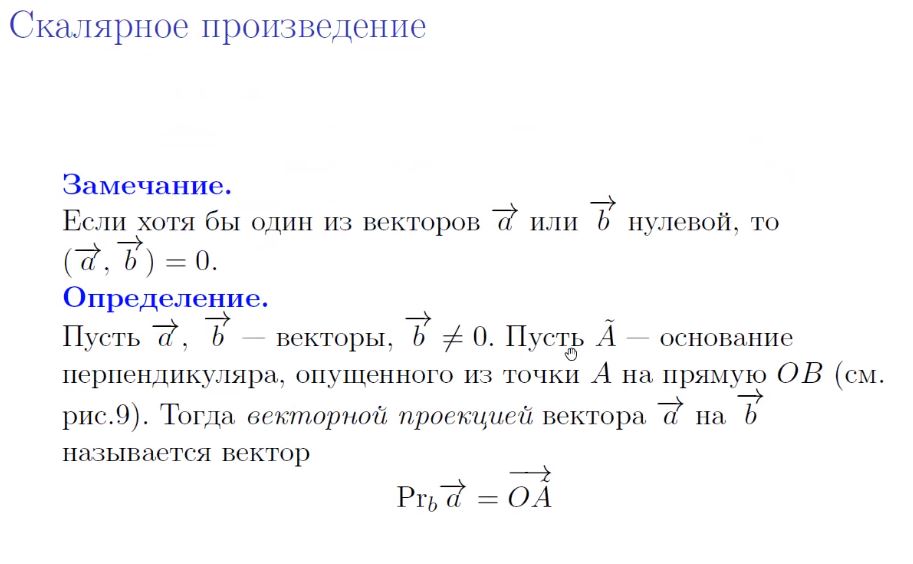 Скалярное произведение
Замечание.
Если хотя бы один из векторов $\overrightarrow{a}$ или $\overrightarrow{b}$ нулевой, то
$(\overrightarrow{a}, \overrightarrow{b}) = 0.$
Определение.
Пусть $\overrightarrow{a}$, $\overrightarrow{b}$ — векторы, $\overrightarrow{b} \neq 0$. Пусть $\tilde{A}$ — основание
перпендикуляра, опущенного из точки $A$ на прямую $OB$ (см.
рис.9). Тогда векторной проекцией вектора $\overrightarrow{a}$ на $\overrightarrow{b}$
называется вектор
$\mathrm{Pr}_b \overrightarrow{a} = \overrightarrow{O\tilde{A}}$